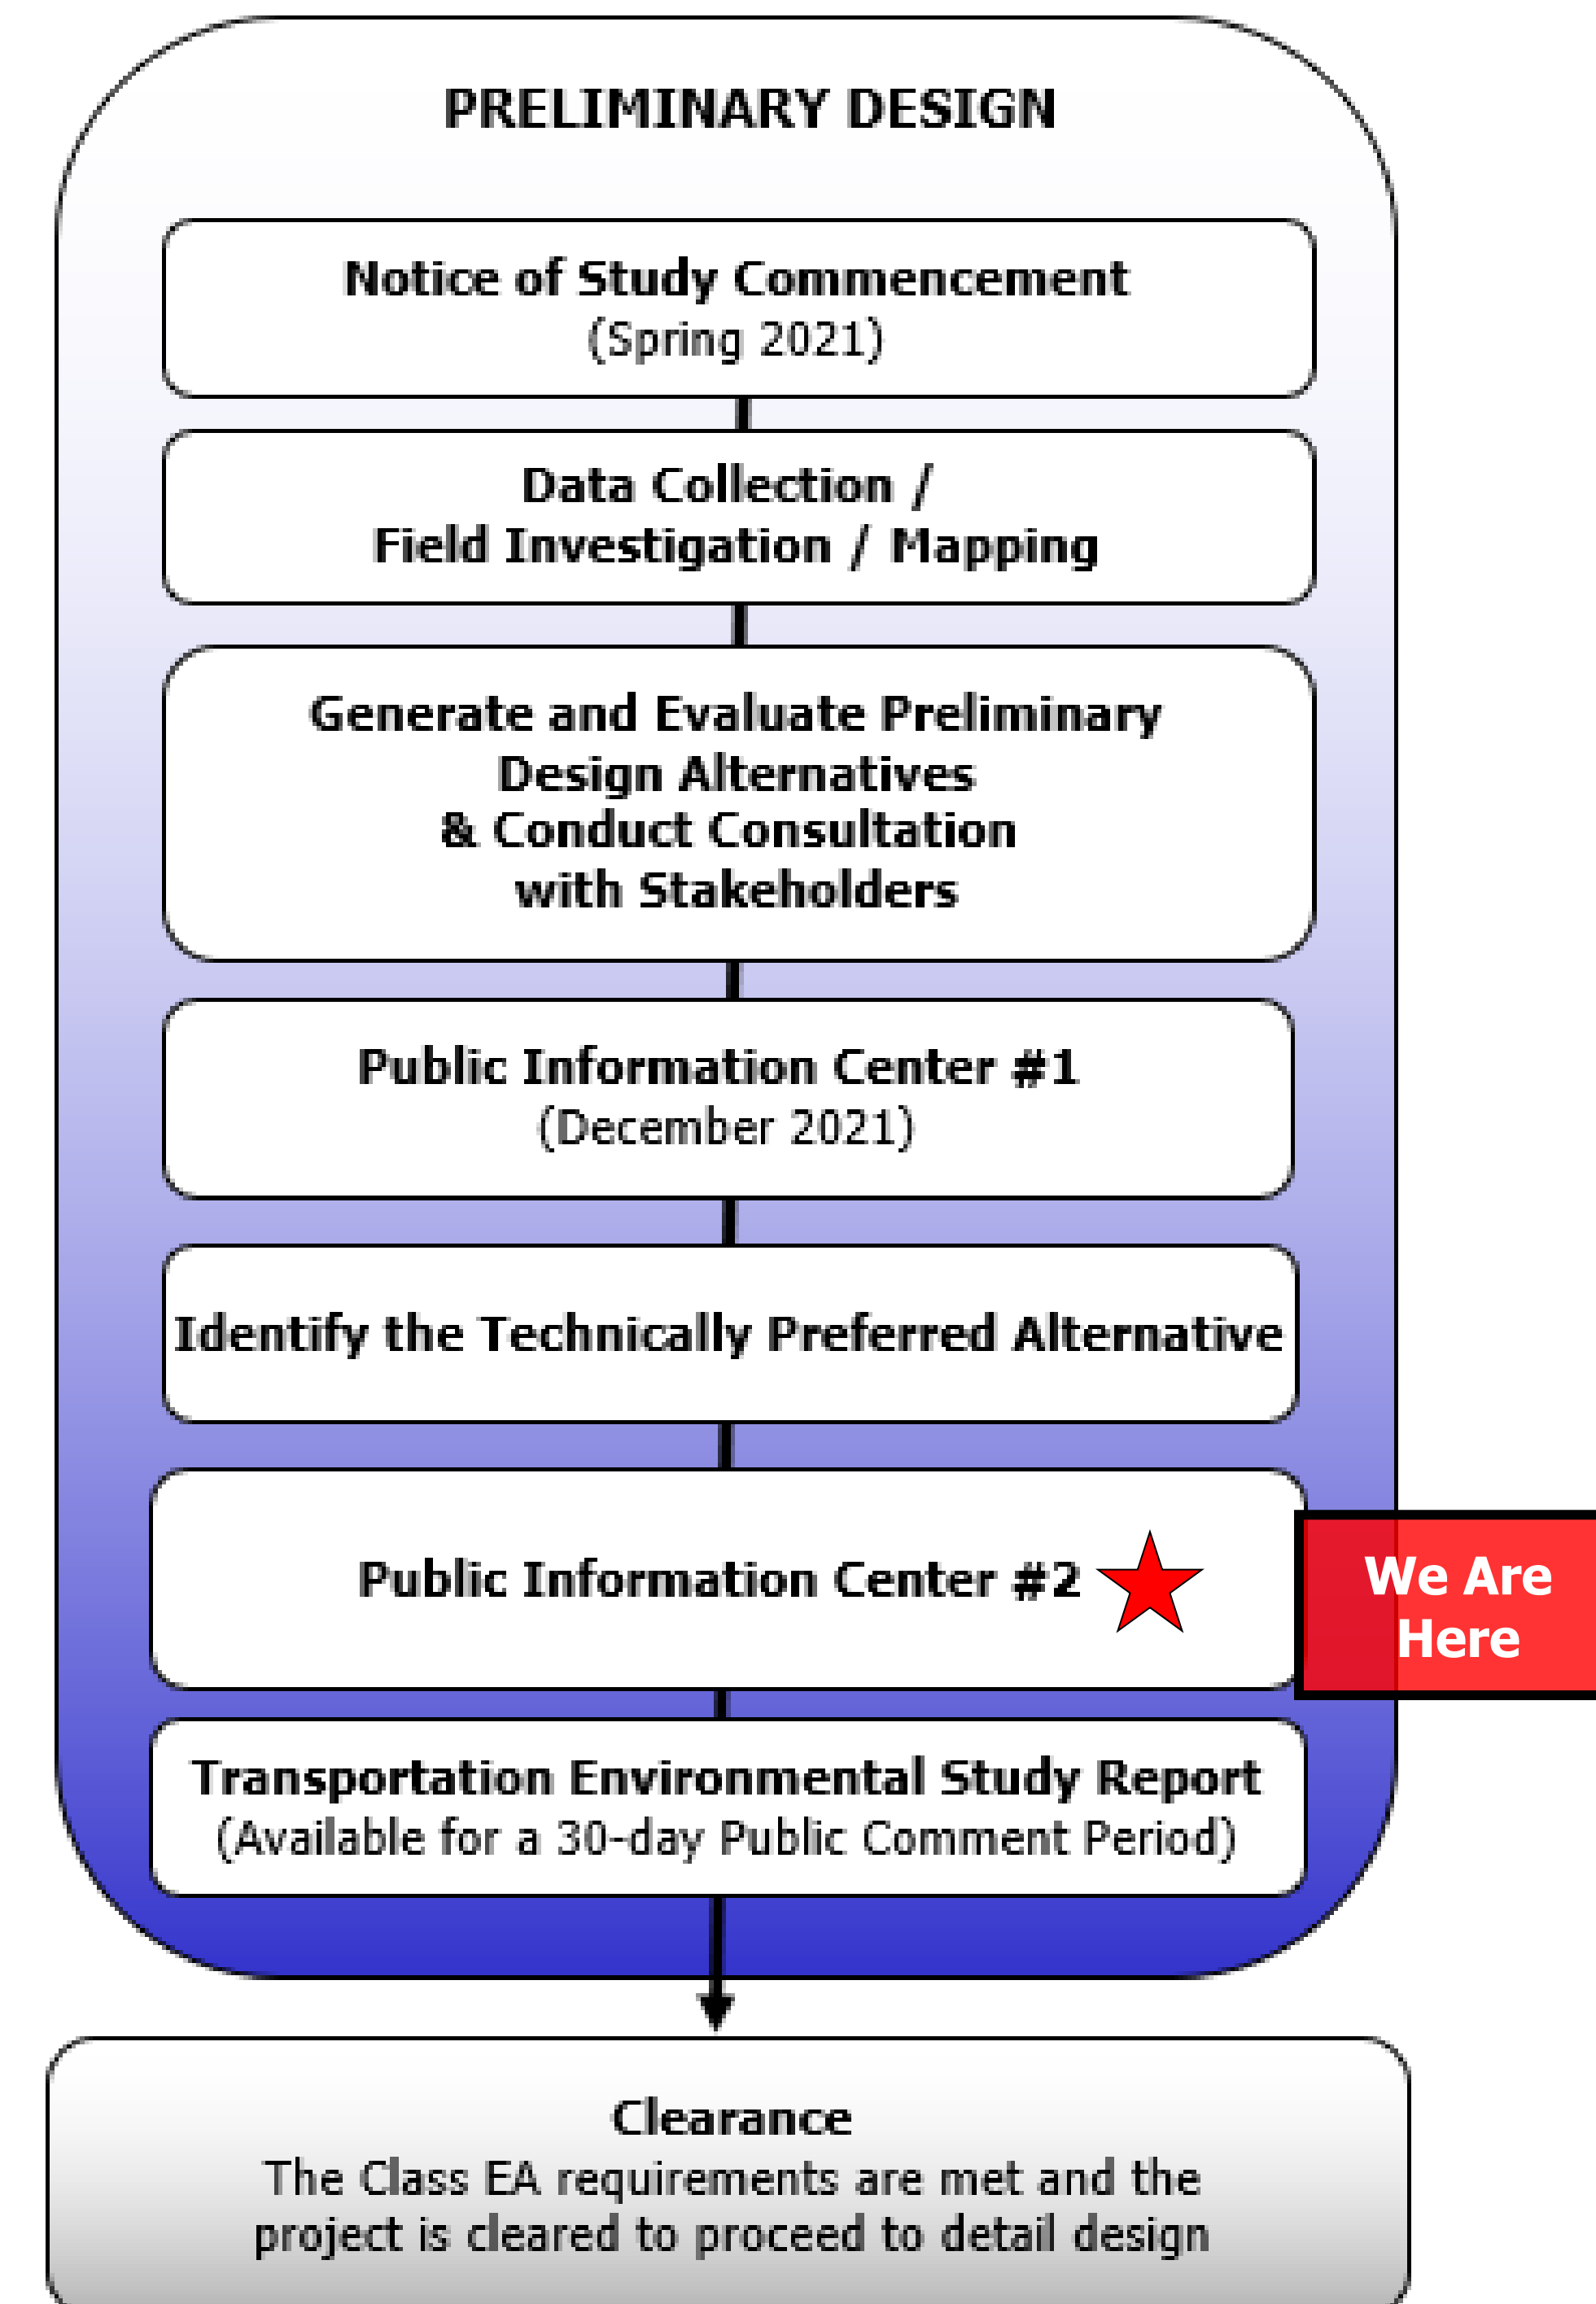 PRELIMINARY DESIGN
Notice of Study Commencement
(Spring 2021)
Data Collection /
Field Investigation / Mapping
Generate and Evaluate Preliminary
Design Alternatives
& Conduct Consultation
with Stakeholders
Public Information Center #1
(December 2021)
Identify the Technically Preferred Alternative
Public Information Center #2
We Are
Here
Transportation Environmental Study Report
(Available for a 30-day Public Comment Period)
Clearance
The Class EA requirements are met and the
project is cleared to proceed to detail design